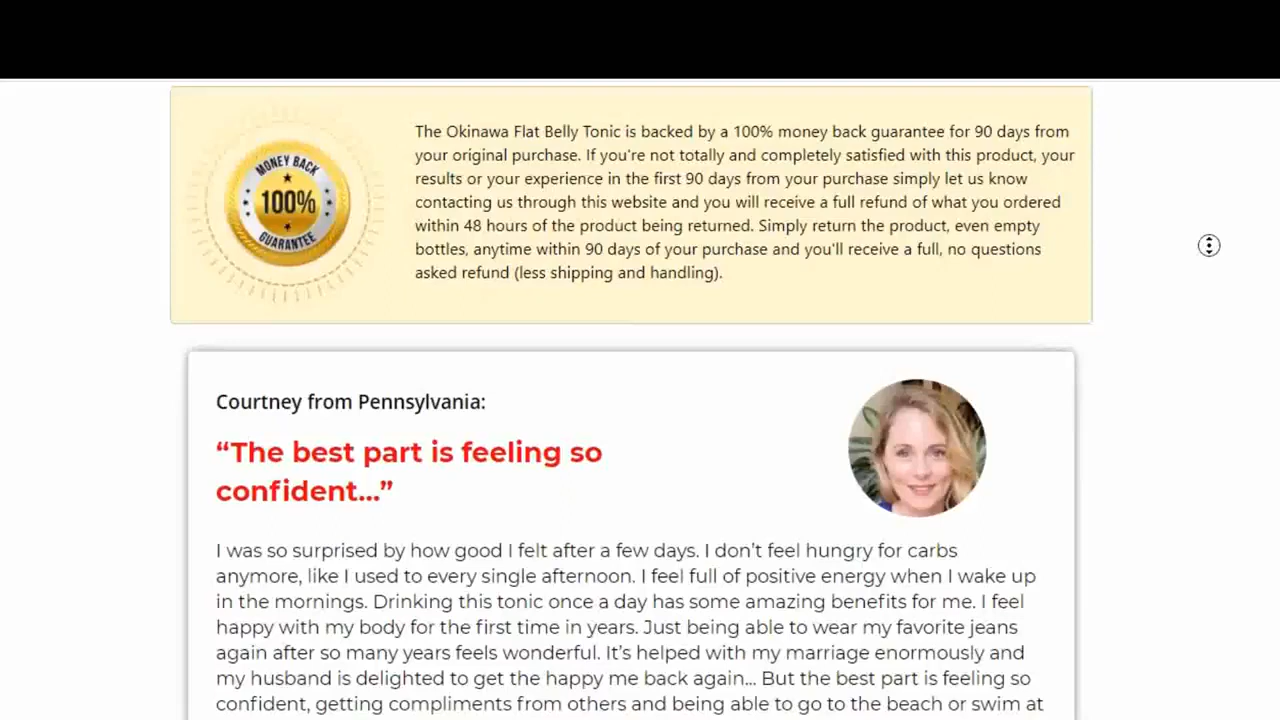 MONEY BACK
100%
GUARANTEE
The Okinawa Flat Belly Tonic is backed by a 100% money back guarantee for 90 days from
your original purchase. If you're not totally and completely satisfied with this product, your
results or your experience in the first 90 days from your purchase simply let us know
contacting us through this website and you will receive a full refund of what you ordered
within 48 hours of the product being returned. Simply return the product, even empty
bottles, anytime within 90 days of your purchase and you'll receive a full, no questions
asked refund (less shipping and handling).
Courtney from Pennsylvania:
“The best part is feeling so
confident...”
I was so surprised by how good I felt after a few days. I don’t feel hungry for carbs
anymore, like I used to every single afternoon. I feel full of positive energy when I wake up
in the mornings. Drinking this tonic once a day has some amazing benefits for me. I feel
happy with my body for the first time in years. Just being able to wear my favorite jeans
again after so many years feels wonderful. It’s helped with my marriage enormously and
my husband is delighted to get the happy me back again... But the best part is feeling so
confident, getting compliments from others and being able to go to the beach or swim at